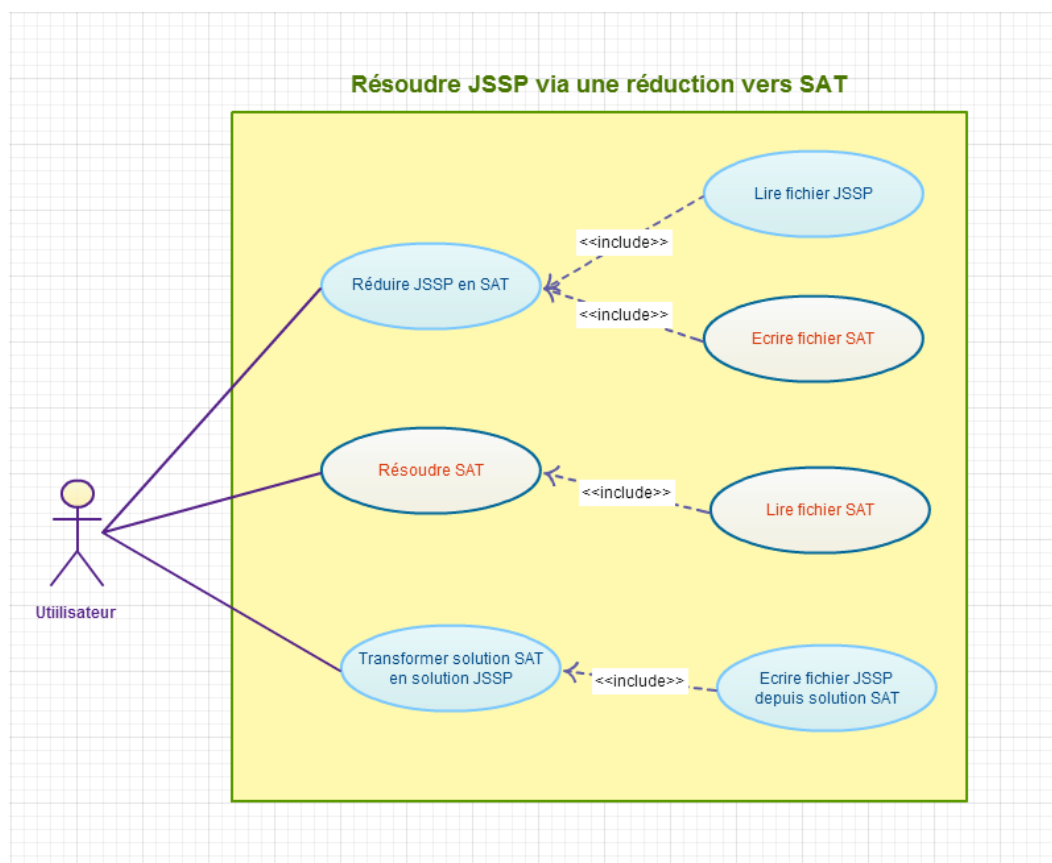 Résoudre JSSP via une réduction vers SAT
Lire fichier JSSP
<<include>>
Réduire JSSP en SAT
<<include>>
Ecrire fichier SAT
Résoudre SAT
<<include>>
Lire fichier SAT
Utiilisateur
Transformer solution SAT
en solution JSSP
<<include>>
Ecrire fichier JSSP
depuis solution SAT